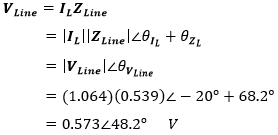 V_Line = I_L Z_Line
= |I_L||Z_Line|∠θ_{I_L} + θ_{Z_L}
= |V_Line|∠θ_{V_Line}
= (1.064)(0.539)∠ − 20° + 68.2°
= 0.573∠48.2° V